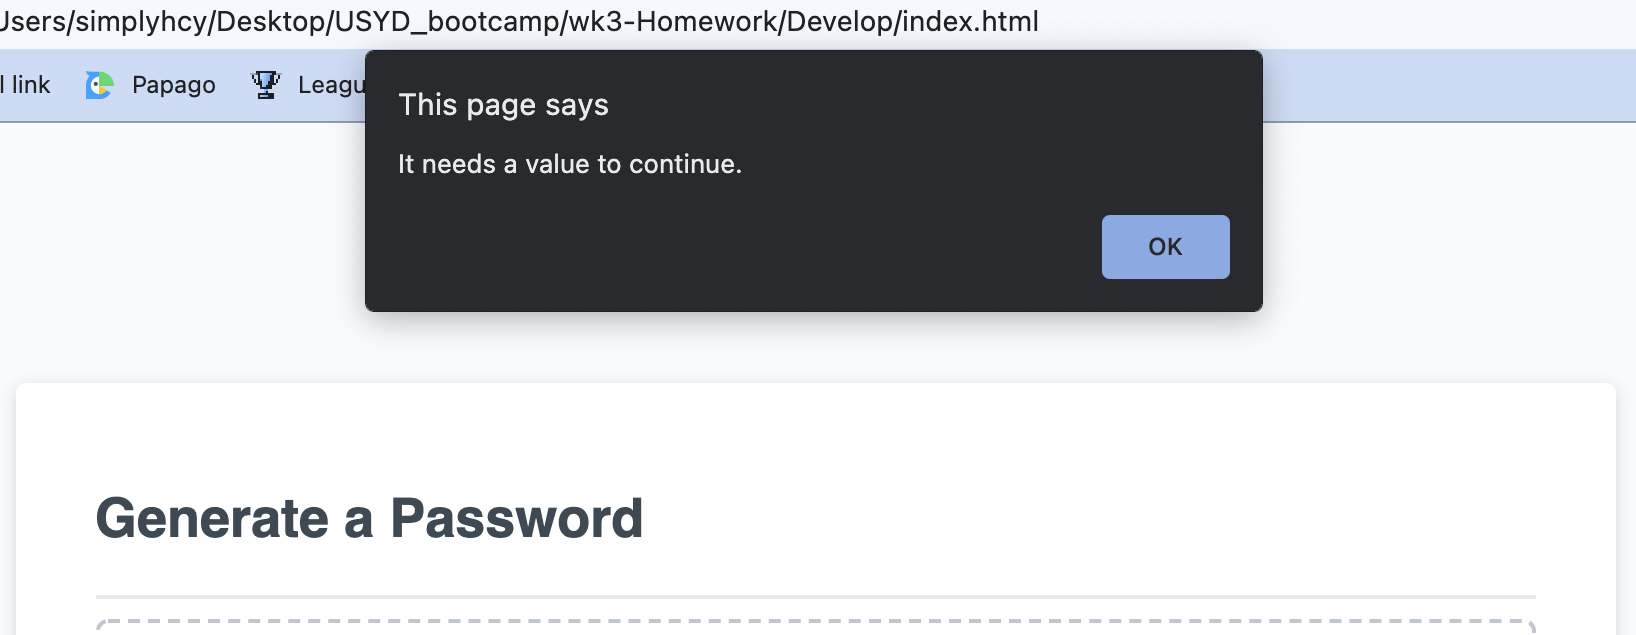 /simplyhcy/Desktop/USYD_bootcamp/wk3-Homework/Develop/index.html
link
Papago
Leagu
This page says
It needs a value to continue.
OK
Generate a Password